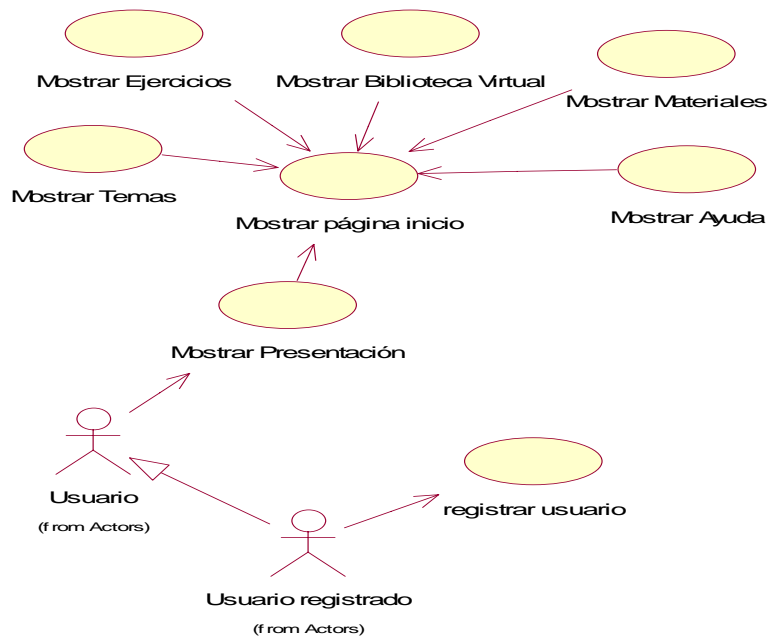 Mostrar Ejercicios
Mostrar Biblioteca Virtual
Mostrar Materiales
Mostrar Temas
Mostrar Ayuda
Mostrar página inicio
Mostrar Presentación
Usuario
(from Actors)
registrar usuario
Usuario registrado
(from Actors)